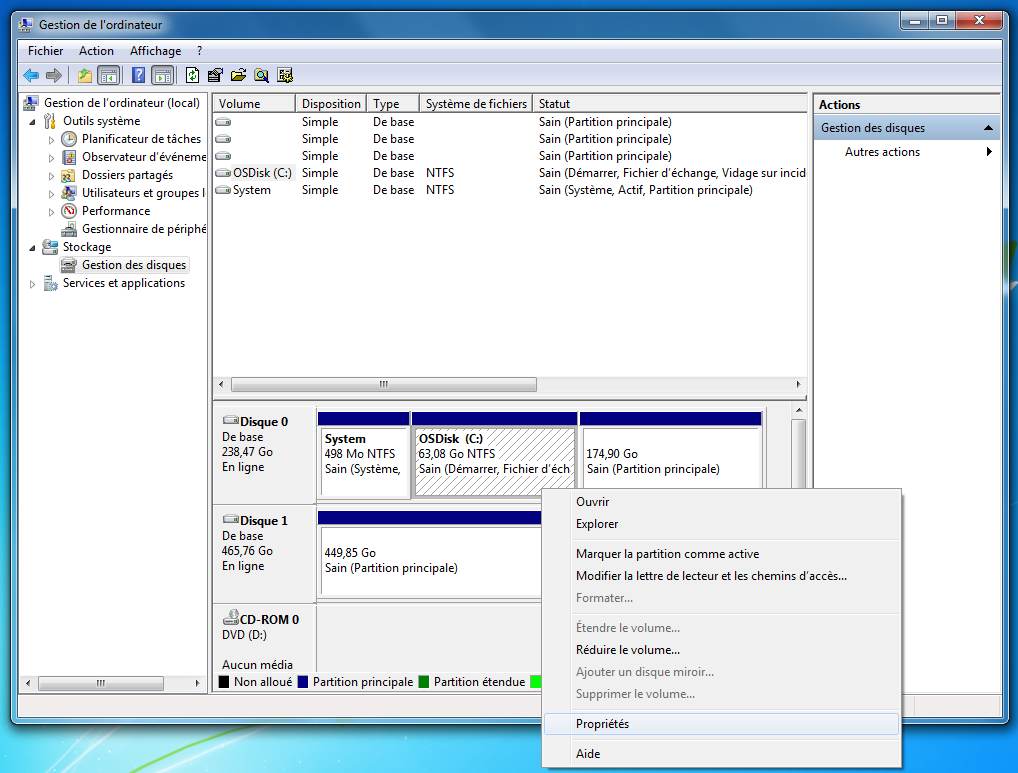 Gestion de l'ordinateur
Fichier Action Affichage ?
Gestion de l'ordinateur (local)
Outils système
Planificateur de tâches
Observateur d'événeme
Dossiers partagés
Utilisateurs et groupes l
Performance
Gestionnaire de périphé
Stockage
Gestion des disques
Services et applications
Volume Disposition Type Système de fichiers Statut
Simple De base Sain (Partition principale)
Simple De base Sain (Partition principale)
Simple De base Sain (Partition principale)
OSDisk (C:) Simple De base NTFS Sain (Démarrer, Fichier d'échange, Vidage sur incid
System Simple De base NTFS Sain (Système, Actif, Partition principale)
Actions
Gestion des disques
Autres actions
Disque 0
De base
238,47 Go
En ligne
System
498 Mo NTFS
Sain (Système,
OSDisk (C:)
63,08 Go NTFS
Sain (Démarrer, Fichier d'éch
174,90 Go
Sain (Partition principale)
Disque 1
De base
465,76 Go
En ligne
449,85 Go
Sain (Partition principale)
CD-ROM 0
DVD (D:)
Aucun média
Non alloué Partition principale Partition étendue
Ouvrir
Explorer
Marquer la partition comme active
Modifier la lettre de lecteur et les chemins d'accès...
Formater...
Étendre le volume...
Réduire le volume...
Ajouter un disque miroir...
Supprimer le volume...
Propriétés
Aide